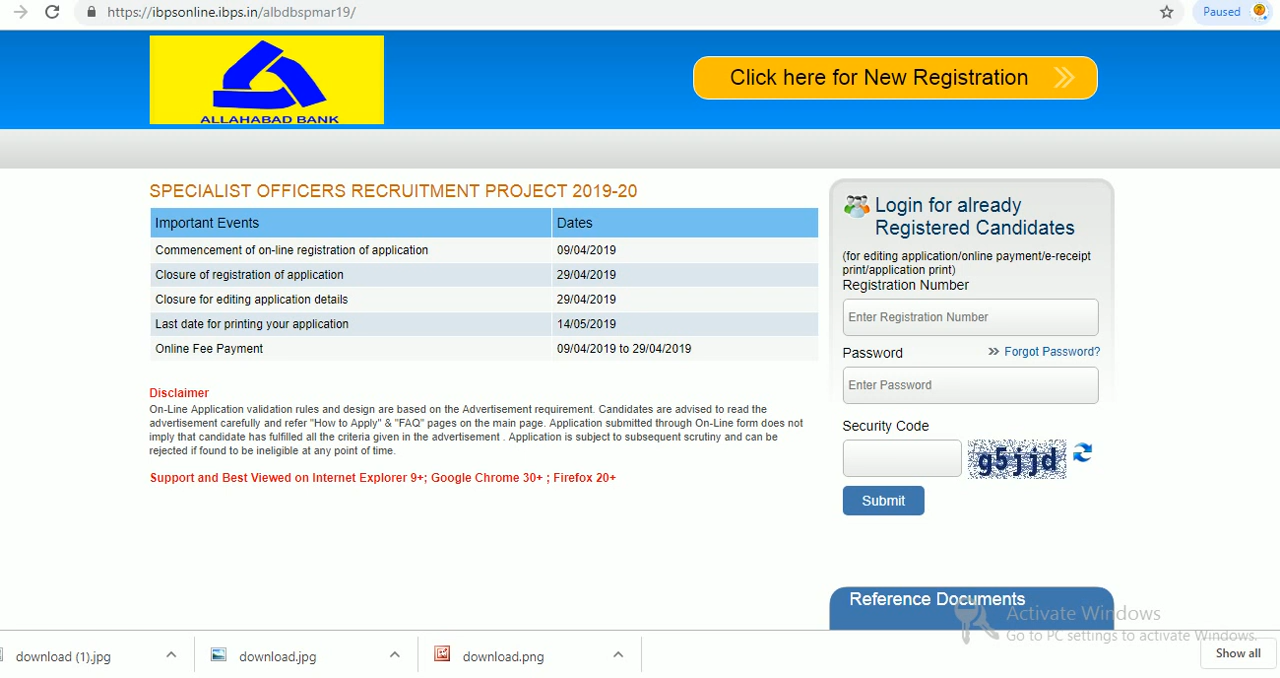 https://ibpsonline.ibps.in/albdbspmar19/
Paused
ALLAHABAD BANK
Click here for New Registration
SPECIALIST OFFICERS RECRUITMENT PROJECT 2019-20
Important Events Dates
Commencement of on-line registration of application 09/04/2019
Closure of registration of application 29/04/2019
Closure for editing application details 29/04/2019
Last date for printing your application 14/05/2019
Online Fee Payment 09/04/2019 to 29/04/2019
Disclaimer
On-Line Application validation rules and design are based on the Advertisement requirement. Candidates are advised to read the
advertisement carefully and refer "How to Apply" & "FAQ" pages on the main page. Application submitted through On-Line form does not
imply that candidate has fulfilled all the criteria given in the advertisement . Application is subject to subsequent scrutiny and can be
rejected if found to be ineligible at any point of time.
Support and Best Viewed on Internet Explorer 9+; Google Chrome 30+ ; Firefox 20+
Login for already
Registered Candidates
(for editing application/online payment/e-receipt
print/application print)
Registration Number
Enter Registration Number
Password » Forgot Password?
Enter Password
Security Code
g5jjd
Submit
Reference Documents
Activate Windows
Go to PC settings to activate Windows.
download (1).jpg
download.jpg
download.png
Show all